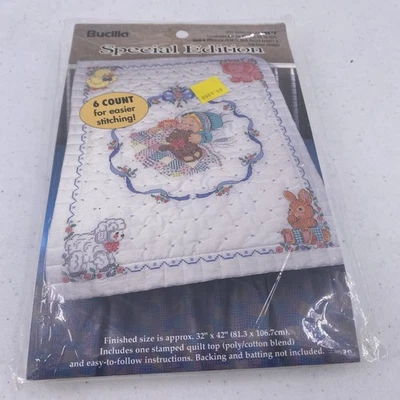 Bucilla
Special Edition
6 COUNT
for easier
stitching!
Finished size is approx. 32" x 42" (81.3 x 106.7cm).
Includes one stamped quilt top (poly/cotton blend)
and easy-to-follow instructions. Backing and batting not included.